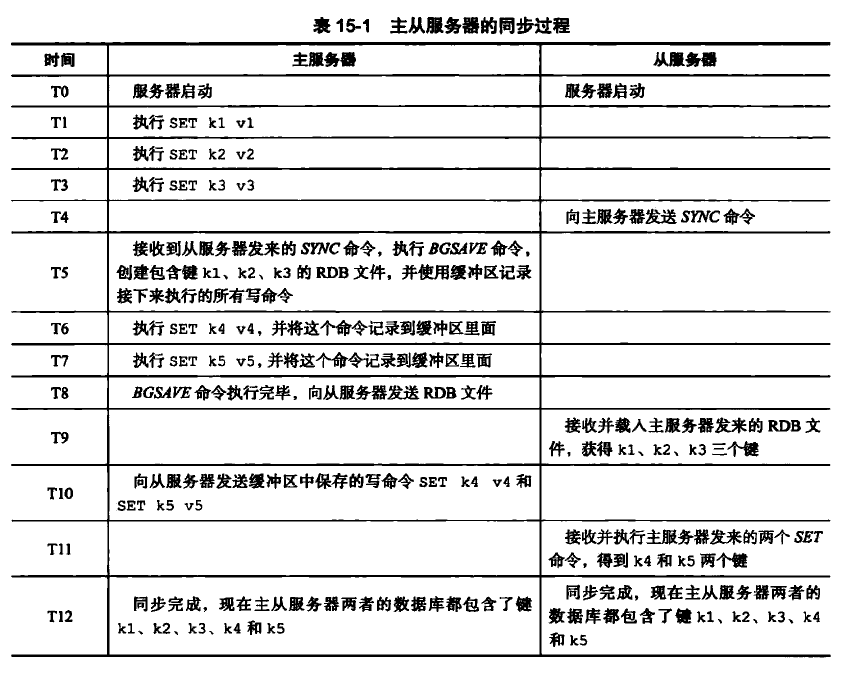 表 15-1 主从服务器的同步过程
时间 主服务器 从服务器
T0 服务器启动 服务器启动
T1 执行 SET k1 v1
T2 执行 SET k2 v2
T3 执行 SET k3 v3
T4 向主服务器发送 SYNC 命令
T5 接收到从服务器发来的 SYNC 命令，执行 BGSAVE 命令，
创建包含键 k1、k2、k3 的 RDB 文件，并使用缓冲区记录
接下来执行的所有写命令
T6 执行 SET k4 v4，并将这个命令记录到缓冲区里面
T7 执行 SET k5 v5，并将这个命令记录到缓冲区里面
T8 BGSAVE 命令执行完毕，向从服务器发送 RDB 文件
T9 接收并载入主服务器发来的 RDB 文
件，获得 k1、k2、k3 三个键
T10 向从服务器发送缓冲区中保存的写命令 SET k4 v4 和
SET k5 v5
T11 接收并执行主服务器发来的两个 SET
命令，得到 k4 和 k5 两个键
T12 同步完成，现在主从服务器两者的数据库都包含了键
k1、k2、k3、k4 和 k5
同步完成，现在主从服务器两者的
数据库都包含了键 k1、k2、k3、k4
和 k5